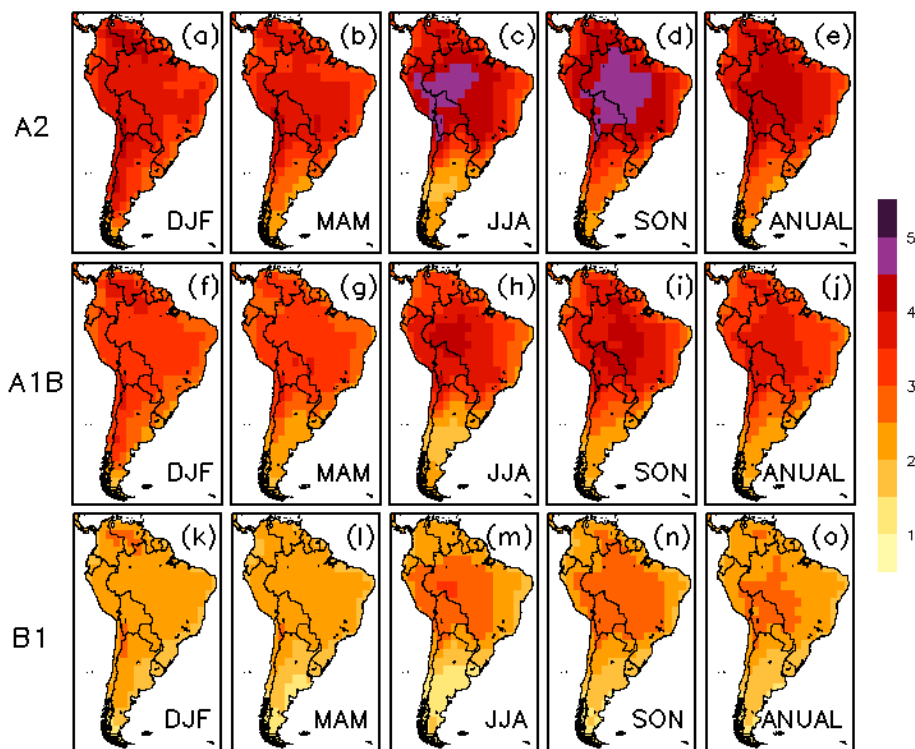 (a) (b) (c) (d) (e)
A2
DJF MAM JJA SON ANUAL
(f) (g) (h) (i) (j)
A1B
DJF MAM JJA SON ANUAL
(k) (l) (m) (n) (o)
B1
DJF MAM JJA SON ANUAL
5
4
3
2
1